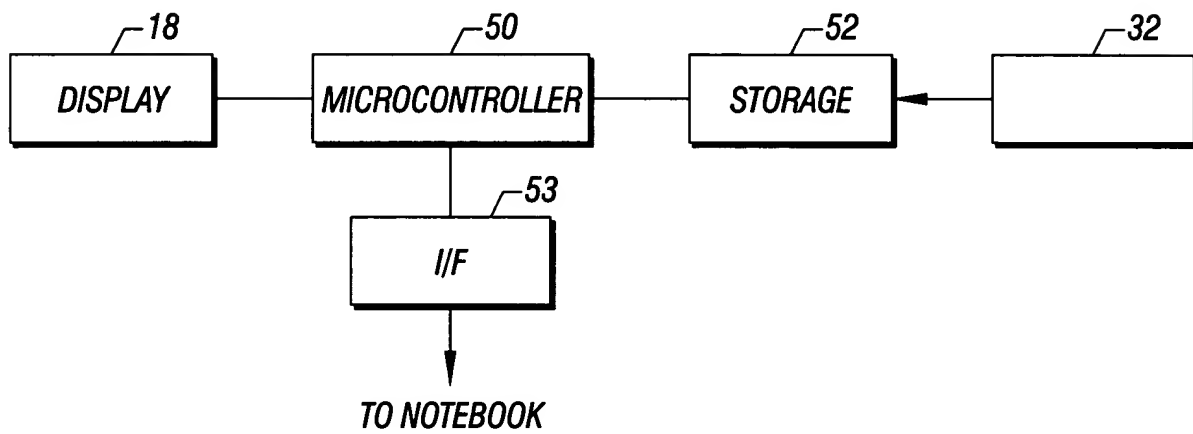 18
50
52
32
DISPLAY
MICROCONTROLLER
STORAGE
53
I/F
TO NOTEBOOK